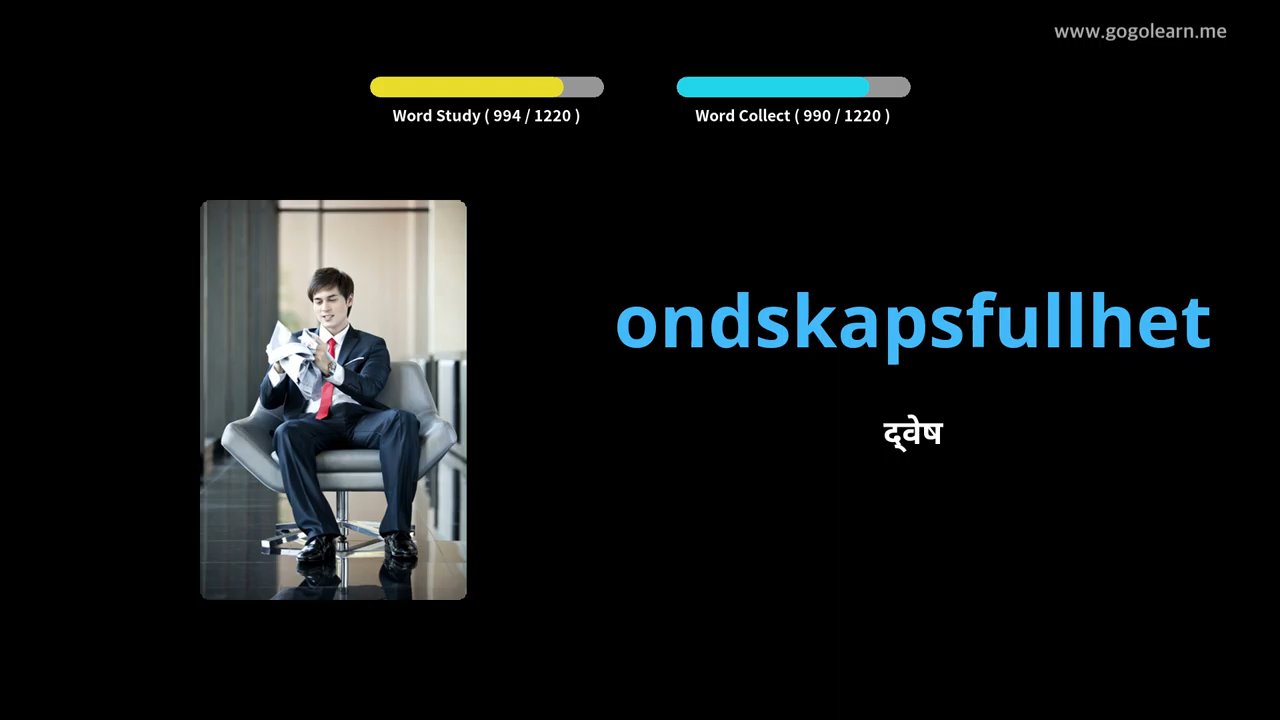 www.gogolearn.me
Word Study ( 994 / 1220 )
Word Collect ( 990 / 1220 )
ondskapsfullhet
द्वेष